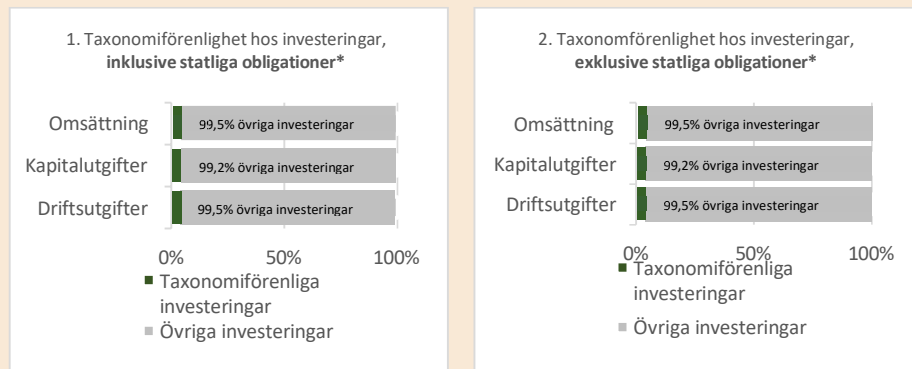 1. Taxonomiförenlighet hos investeringar,
inklusive statliga obligationer*
Omsättning
99,5% övriga investeringar
Kapitalutgifter
99,2% övriga investeringar
Driftsutgifter
99,5% övriga investeringar
0% 50% 100%
Taxonomiförenliga
investeringar
Övriga investeringar
2. Taxonomförenlighet hos investeringar,
exklusive statliga obligationer*
Omsättning
99,5% övriga investeringar
Kapitalutgifter
99,2% övriga investeringar
Driftsutgifter
99,5% övriga investeringar
0% 50% 100%
Taxonomiförenliga
investeringar
Övriga investeringar